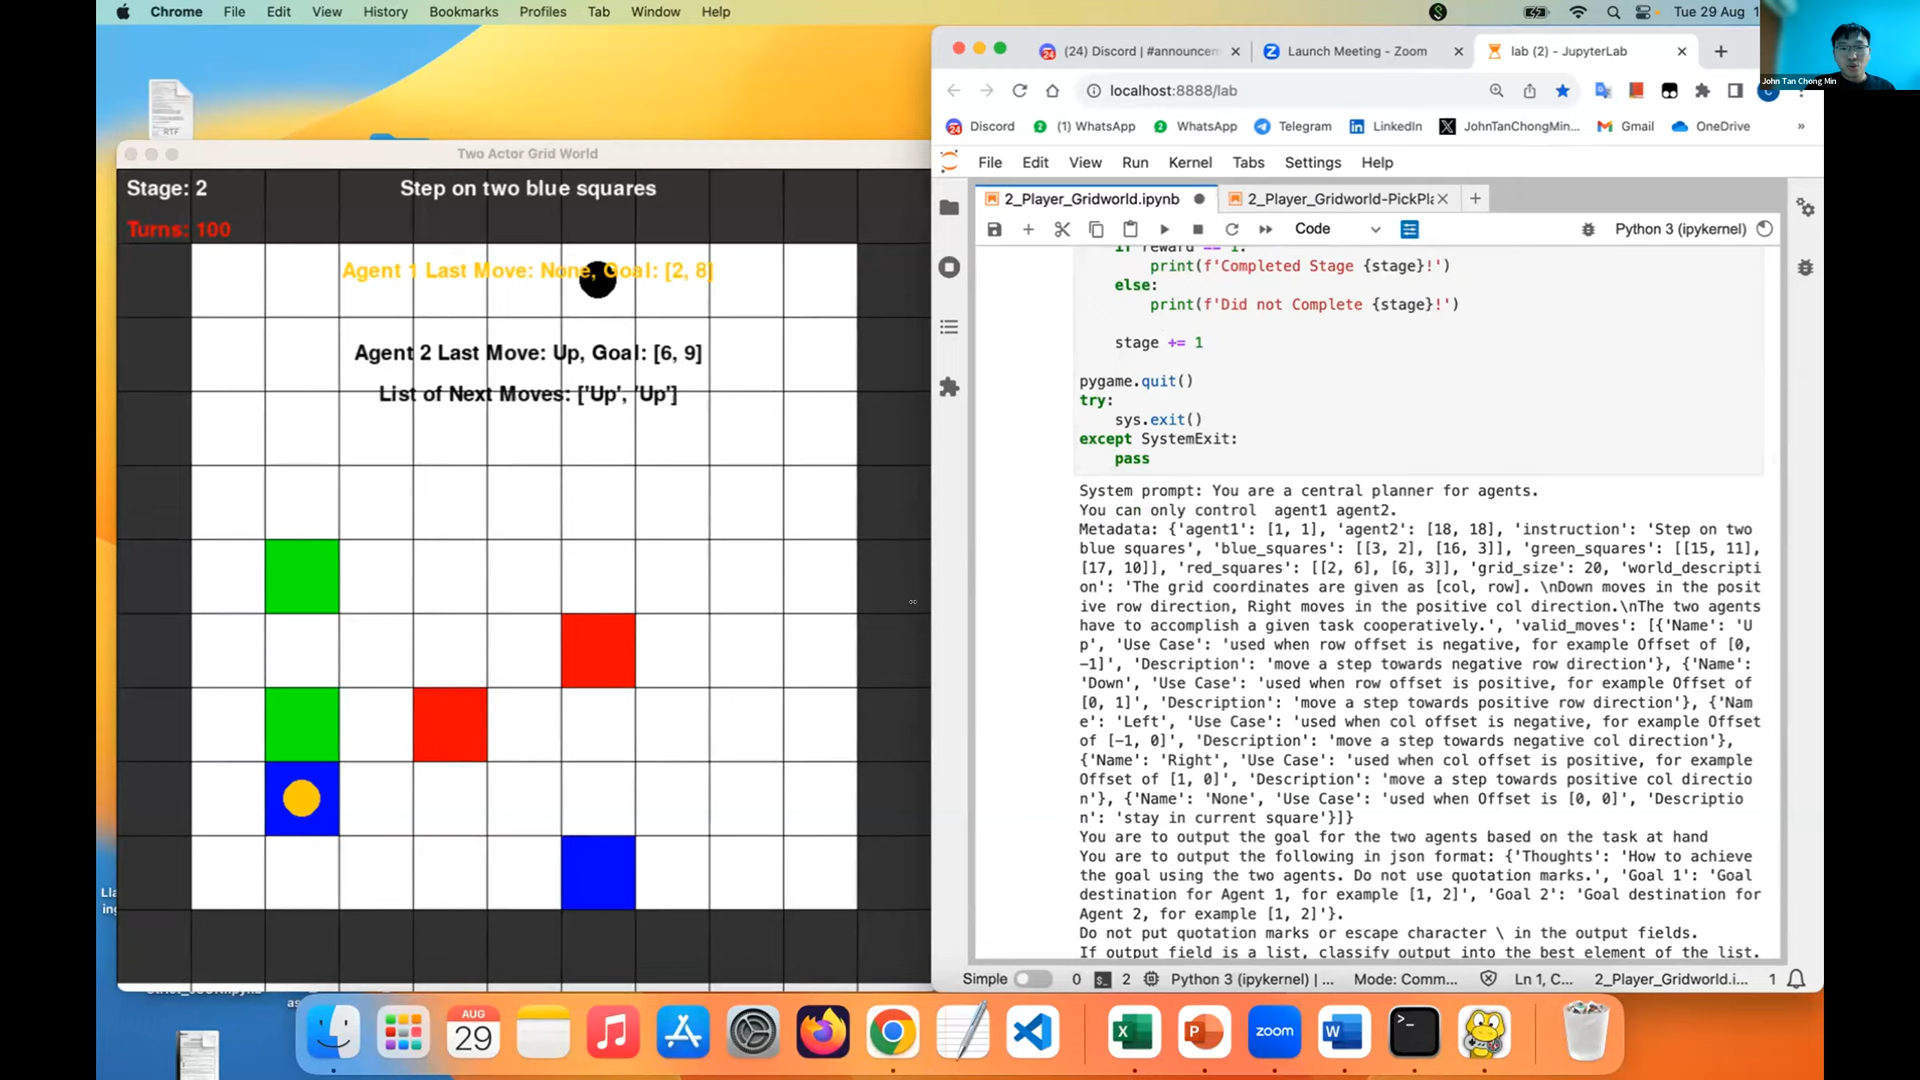 Chrome File Edit View History Bookmarks Profiles Tab Window Help
Tue 29 Aug 1
John Tan Chong Min
RTF
(24) Discord | #announcem
Launch Meeting - Zoom
lab (2) - JupyterLab
localhost:8888/lab
Discord (1) WhatsApp WhatsApp Telegram LinkedIn JohnTanChongMin... Gmail OneDrive »
File Edit View Run Kernel Tabs Settings Help
2_Player_Gridworld.ipynb
2_Player_Gridworld-PickPl
Code
Python 3 (ipykernel)
Two Actor Grid World
Stage: 2
Step on two blue squares
Turns: 100
Agent 1 Last Move: None, Goal: [2, 8]
Agent 2 Last Move: Up, Goal: [6, 9]
List of Next Moves: ['Up', 'Up']
if reward == 1:
print(f'Completed Stage {stage}!')
else:
print(f'Did not Complete {stage}!')
stage += 1
pygame.quit()
try:
sys.exit()
except SystemExit:
pass
System prompt: You are a central planner for agents.
You can only control  agent1 agent2.
Metadata: {'agent1': [1, 1], 'agent2': [18, 18], 'instruction': 'Step on two
blue squares', 'blue_squares': [[3, 2], [16, 3]], 'green_squares': [[15, 11],
[17, 10]], 'red_squares': [[2, 6], [6, 3]], 'grid_size': 20, 'world_descripti
on': 'The grid coordinates are given as [col, row]. \nDown moves in the posit
ive row direction, Right moves in the positive col direction.\nThe two agents
have to accomplish a given task cooperatively.', 'valid_moves': [{'Name': 'U
p', 'Use Case': 'used when row offset is negative, for example Offset of [0,
-1]', 'Description': 'move a step towards negative row direction'}, {'Name':
'Down', 'Use Case': 'used when row offset is positive, for example Offset of
[0, 1]', 'Description': 'move a step towards positive row direction'}, {'Nam
e': 'Left', 'Use Case': 'used when col offset is negative, for example Offset
of [-1, 0]', 'Description': 'move a step towards negative col direction'},
{'Name': 'Right', 'Use Case': 'used when col offset is positive, for example
Offset of [1, 0]', 'Description': 'move a step towards positive col directio
n'}, {'Name': 'None', 'Use Case': 'used when Offset is [0, 0]', 'Descriptio
n': 'stay in current square'}]}
You are to output the goal for the two agents based on the task at hand
You are to output the following in json format: {'Thoughts': 'How to achieve
the goal using the two agents. Do not use quotation marks.', 'Goal 1': 'Goal
destination for Agent 1, for example [1, 2]', 'Goal 2': 'Goal destination for
Agent 2, for example [1, 2]'}.
Do not put quotation marks or escape character \ in the output fields.
If output field is a list, classify output into the best element of the list.
Simple 0 2 Python 3 (ipykernel) | ... Mode: Comm... Ln 1, C... 2_Player_Gridworld.i... 1
AUG
29
zoom